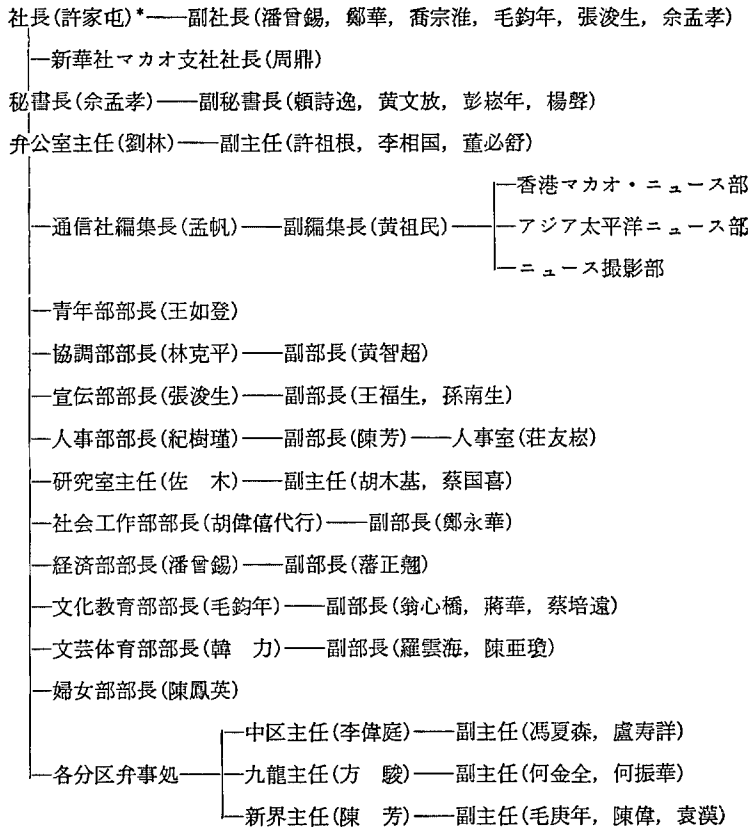 社長(許家屯)*――副社長(潘曾錫，鄭華，喬宗淮，毛鈞年，張浚生，佘孟孝)
新華社マカオ支社社長(周鼎)
秘書長(佘孟孝)――副秘書長(頼詩逸，黄文放，彭崧年，楊聲)
弁公室主任(劉林)――副主任(許祖根，李相国，董必舒)
香港マカオ・ニュース部
通信社編集長(孟帆)――副編集長(黄祖民)――アジア太平洋ニュース部
ニュース撮影部
青年部部長(王如登)
協調部部長(林克平)――副部長(黄智超)
宣伝部部長(張浚生)――副部長(王福生，孫南生)
人事部部長(紀樹瑾)――副部長(陳芳)――人事室(荘友崧)
研究室主任(佐　木)――副主任(胡木基，蔡国喜)
社会工作部部長(胡偉僖代行)――副部長(鄭永華)
経済部部長(潘曾錫)――副部長(藩正翹)
文化教育部部長(毛鈞年)――副部長(翁心橋，蔣華，蔡培遠)
文芸体育部部長(韓　力)――副部長(羅雲海，陳亜瓊)
婦女部部長(陳鳳英)
中区主任(李偉庭)――副主任(馮夏森，盧寿詳)
各分区弁事処――九龍主任(方　駿)――副主任(何金全，何振華)
新界主任(陳　芳)――副主任(毛庚年，陳偉，袁漢)